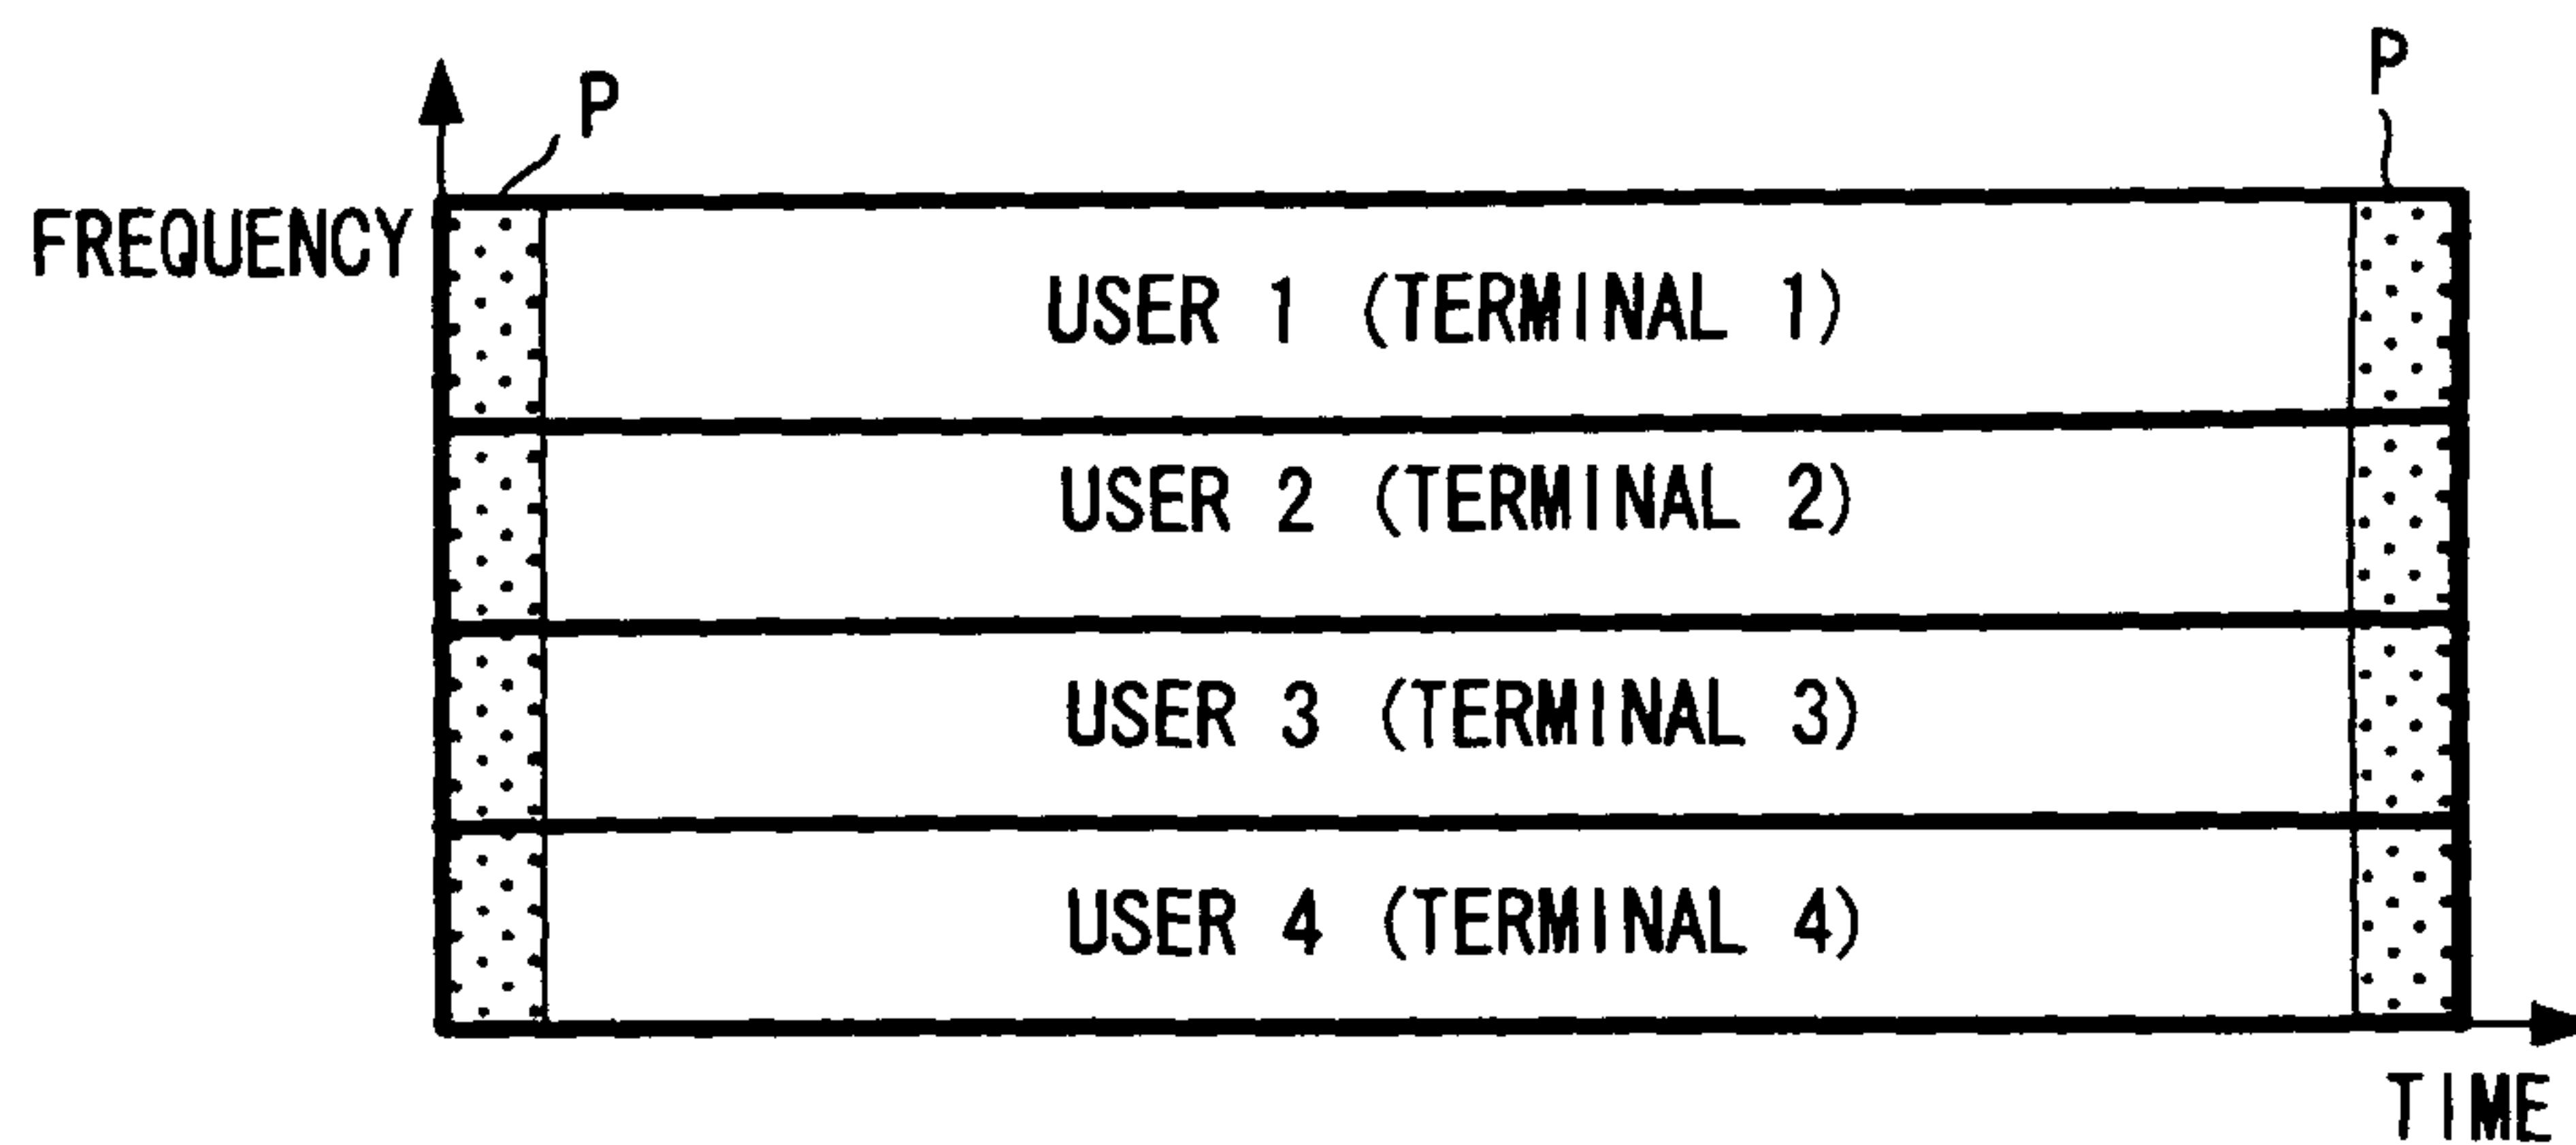 P
P
FREQUENCY
USER 1 (TERMINAL 1)
USER 2 (TERMINAL 2)
USER 3 (TERMINAL 3)
USER 4 (TERMINAL 4)
TIME